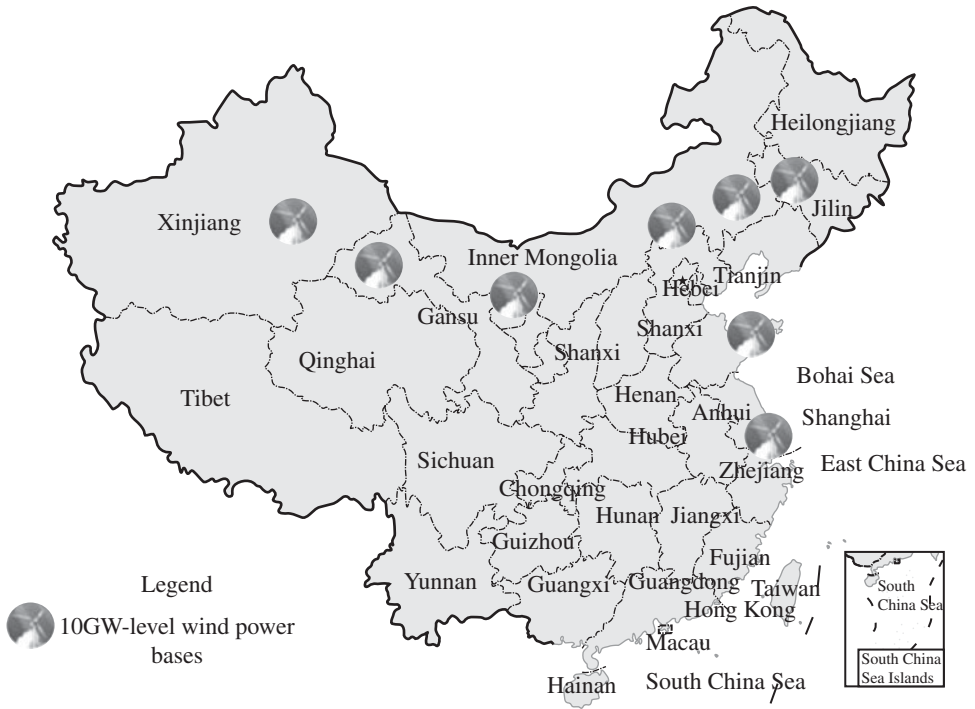 Heilongjiang
Jilin
Xinjiang
Inner Mongolia
Tianjin
Hebei
Gansu
Shanxi
Shanxi
Qinghai
Bohai Sea
Tibet
Henan
Anhui
Shanghai
Hubei
Sichuan
East China Sea
Zhejiang
Chongqing
Hunan
Jiangxi
Guizhou
Fujian
Yunnan
Guangxi
Guangdong
Taiwan
Hong Kong
Macau
Hainan
South China Sea
South
China Sea
South China
Sea Islands
Legend
10GW-level wind power
bases